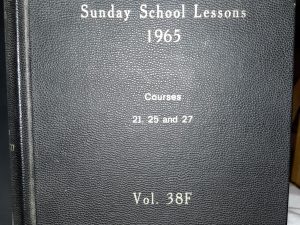 Sunday School Lessons
1965
Courses
21, 25 and 27
Vol. 38F